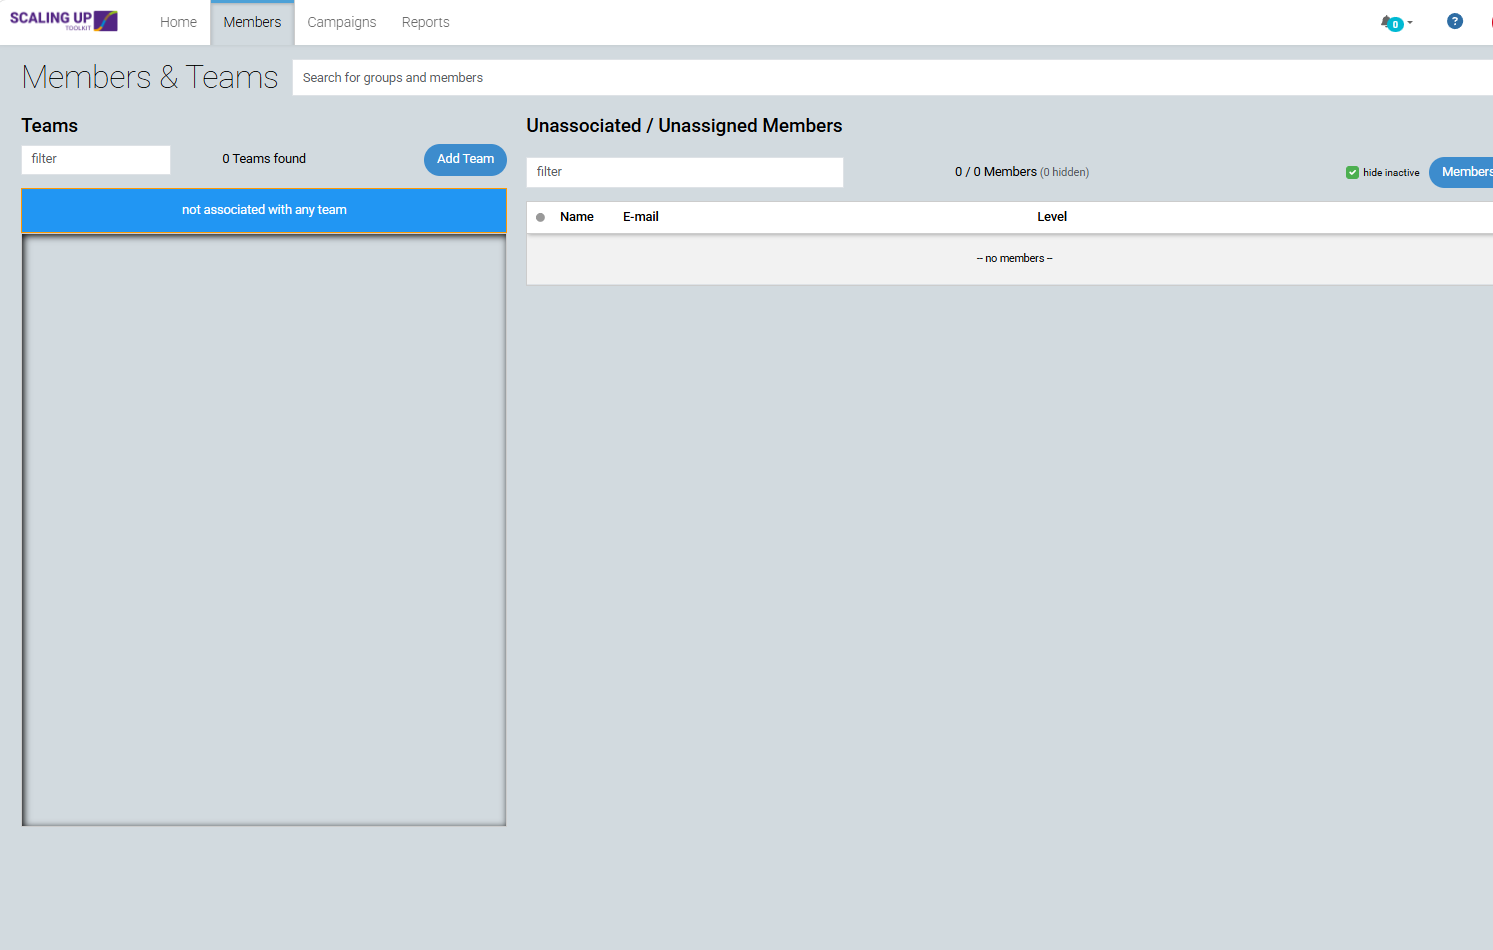 SCALING UP
TOOLKIT
Home
Members
Campaigns
Reports
0
?
Members & Teams
Search for groups and members
Teams
filter
0 Teams found
Add Team
not associated with any team
Unassociated / Unassigned Members
filter
0 / 0 Members (0 hidden)
hide inactive
Members
Name
E-mail
Level
-- no members --